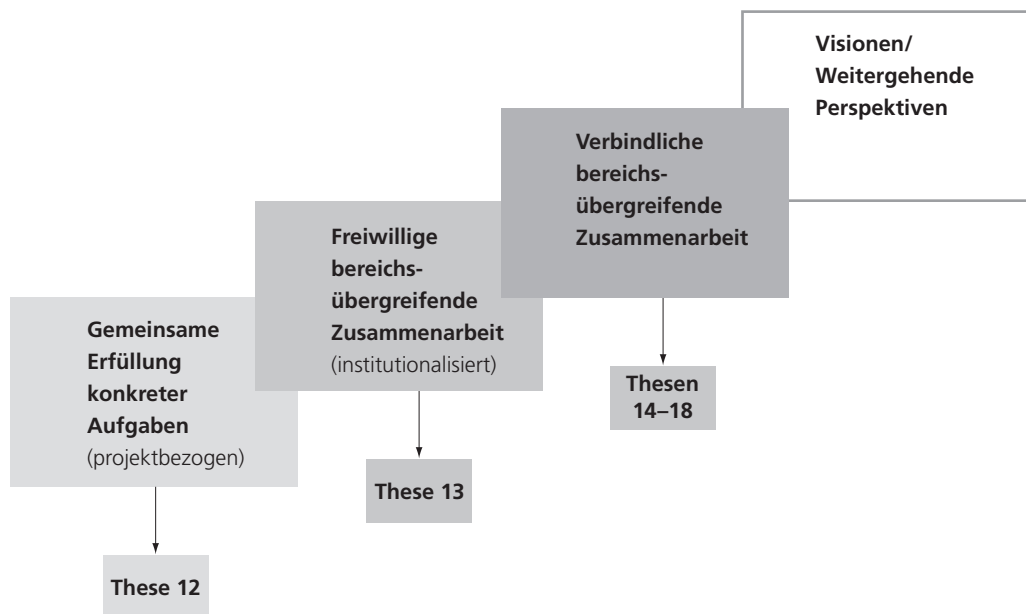 Visionen/
Weitergehende
Perspektiven
Verbindliche
bereichs-
übergreifende
Zusammenarbeit
Freiwillige
bereichs-
übergreifende
Zusammenarbeit
(institutionalisiert)
Gemeinsame
Erfüllung
konkreter
Aufgaben
(projektbezogen)
Thesen
14–18
These 13
These 12